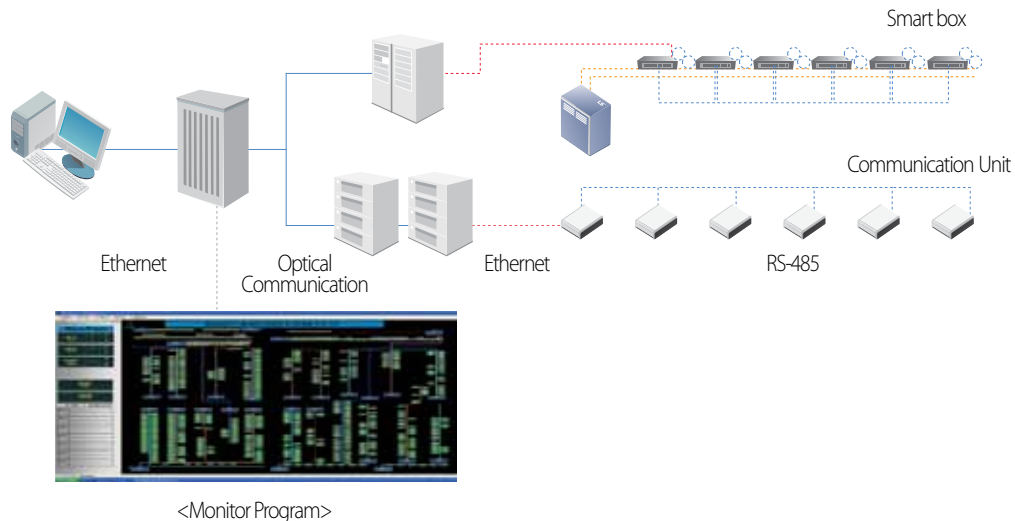 Smart box
Communication Unit
Ethernet
Optical
Communication
Ethernet
RS-485
<Monitor Program>